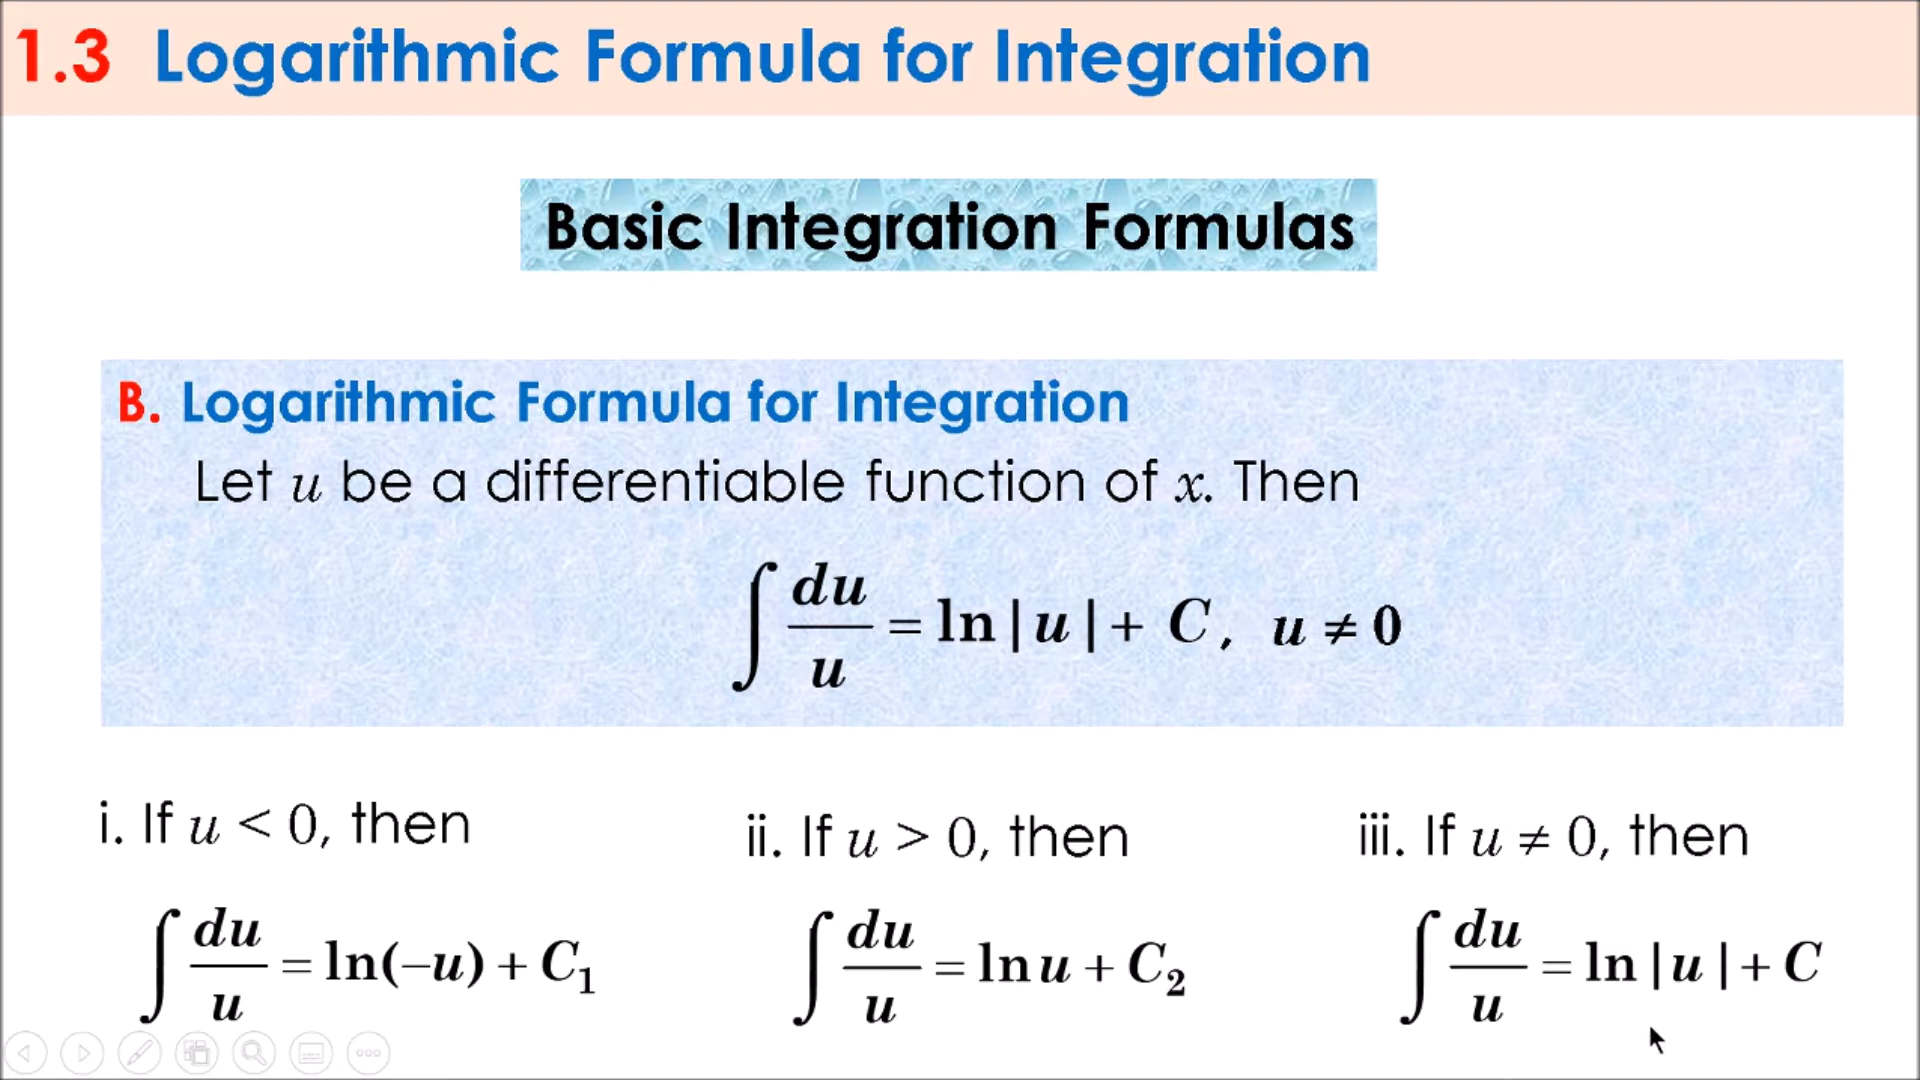 1.3 Logarithmic Formula for Integration
Basic Integration Formulas
B. Logarithmic Formula for Integration
Let u be a differentiable function of x. Then
∫ du/u = ln|u| + C, u ≠ 0
i. If u < 0, then
∫ du/u = ln(−u) + C₁
ii. If u > 0, then
∫ du/u = ln u + C₂
iii. If u ≠ 0, then
∫ du/u = ln|u| + C